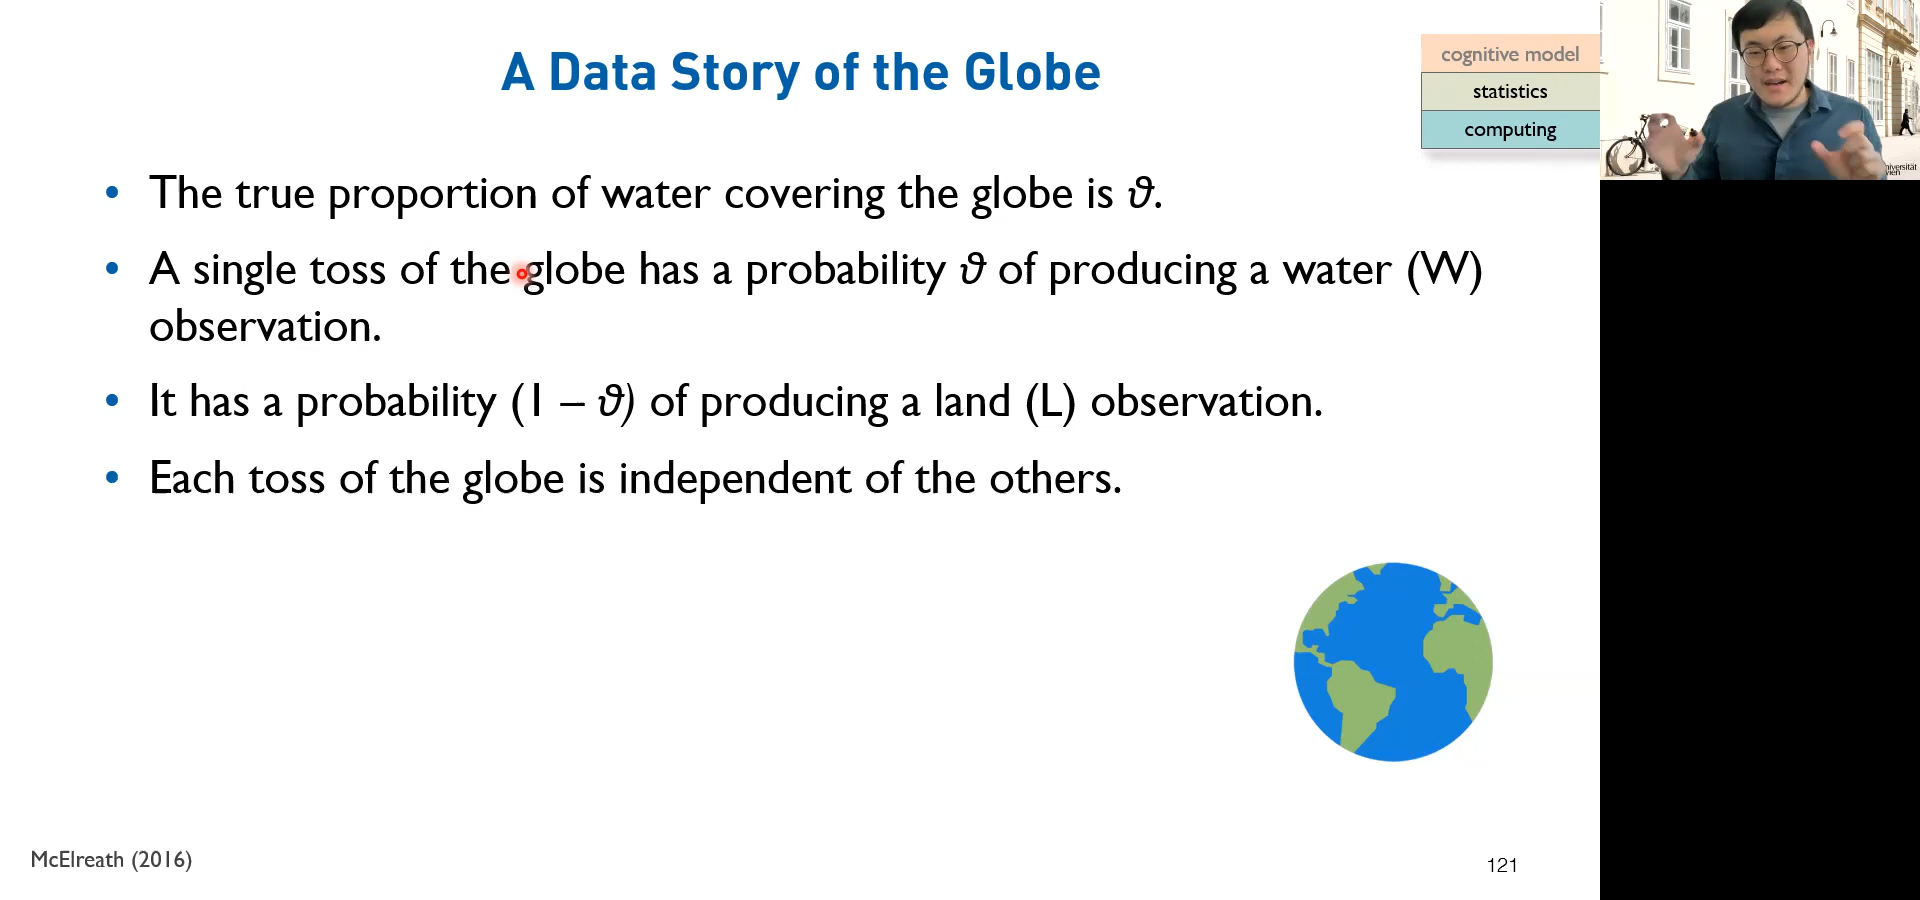 A Data Story of the Globe
cognitive model
statistics
computing
• The true proportion of water covering the globe is ϑ.
• A single toss of the globe has a probability ϑ of producing a water (W)
observation.
• It has a probability (1 – ϑ) of producing a land (L) observation.
• Each toss of the globe is independent of the others.
McElreath (2016)
121